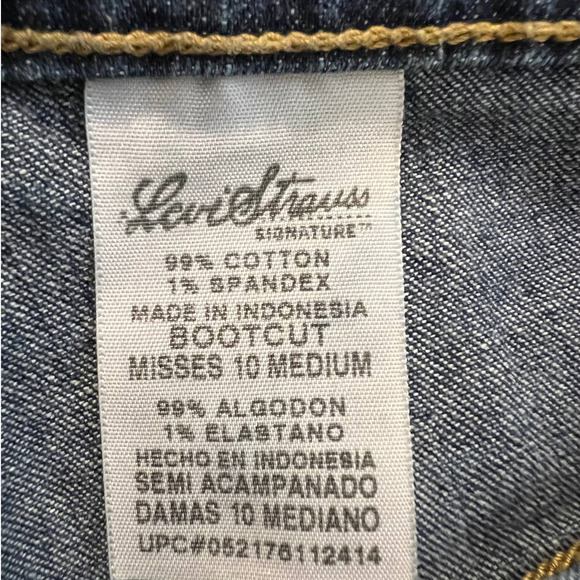 Levi Strauss
SIGNATURE™
99% COTTON
1% SPANDEX
MADE IN INDONESIA
BOOTCUT
MISSES 10 MEDIUM
99% ALGODON
1% ELASTANO
HECHO EN INDONESIA
SEMI ACAMPANADO
DAMAS 10 MEDIANO
UPC#052176112414